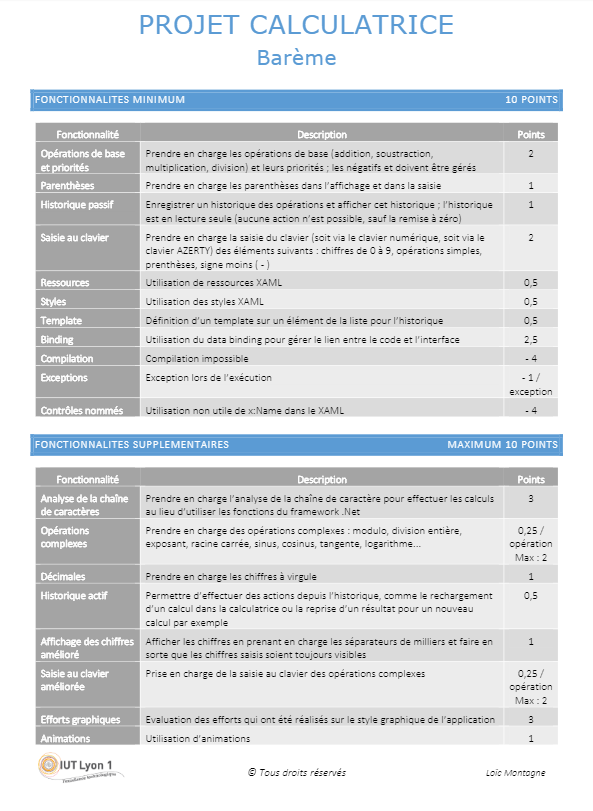 PROJET CALCULATRICE
Barème
FONCTIONNALITES MINIMUM 10 POINTS
Fonctionnalité Description Points
Opérations de base et priorités Prendre en charge les opérations de base (addition, soustraction,
multiplication, division) et leurs priorités ; les négatifs et doivent être gérés 2
Parenthèses Prendre en charge les parenthèses dans l'affichage et dans la saisie 1
Historique passif Enregistrer un historique des opérations et afficher cet historique ; l'historique
est en lecture seule (aucune action n'est possible, sauf la remise à zéro) 1
Saisie au clavier Prendre en charge la saisie du clavier (soit via le clavier numérique, soit via le
clavier AZERTY) des éléments suivants : chiffres de 0 à 9, opérations simples,
prenthèses, signe moins ( - ) 2
Ressources Utilisation de ressources XAML 0,5
Styles Utilisation des styles XAML 0,5
Template Définition d'un template sur un élément de la liste pour l'historique 0,5
Binding Utilisation du data binding pour gérer le lien entre le code et l'interface 2,5
Compilation Compilation impossible - 4
Exceptions Exception lors de l'exécution - 1 /
exception
Contrôles nommés Utilisation non utile de x:Name dans le XAML - 4
FONCTIONNALITES SUPPLEMENTAIRES MAXIMUM 10 POINTS
Fonctionnalité Description Points
Analyse de la chaîne de caractères Prendre en charge l'analyse de la chaîne de caractère pour effectuer les calculs
au lieu d'utiliser les fonctions du framework .Net 3
Opérations complexes Prendre en charge des opérations complexes : modulo, division entière,
exposant, racine carrée, sinus, cosinus, tangente, logarithme... 0,25 /
opération
Max : 2
Décimales Prendre en charge les chiffres à virgule 1
Historique actif Permettre d'effectuer des actions depuis l'historique, comme le rechargement
d'un calcul dans la calculatrice ou la reprise d'un résultat pour un nouveau
calcul par exemple 0,5
Affichage des chiffres amélioré Afficher les chiffres en prenant en charge les séparateurs de milliers et faire en
sorte que les chiffres saisis soient toujours visibles 1
Saisie au clavier améliorée Prise en charge de la saisie au clavier des opérations complexes 0,25 /
opération
Max : 2
Efforts graphiques Evaluation des efforts qui ont été réalisés sur le style graphique de l'application 3
Animations Utilisation d'animations 1
IUT Lyon 1
© Tous droits réservés
Loïc Montagne